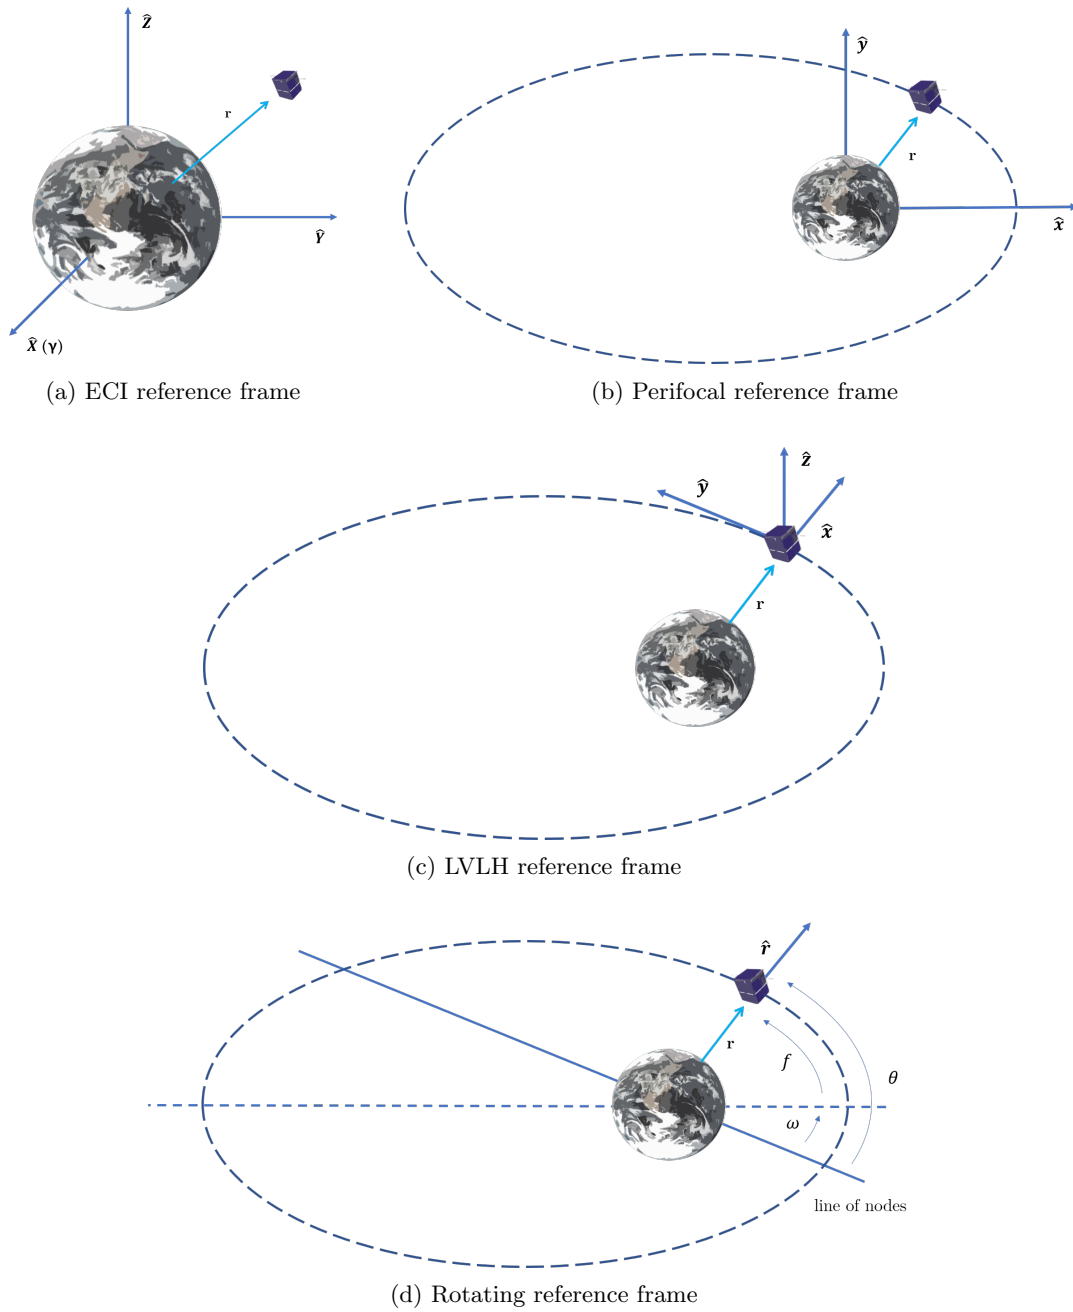 Ẑ
r
Ŷ
X̂ (γ)
(a) ECI reference frame
ŷ
r
x̂
(b) Perifocal reference frame
ẑ
ŷ
x̂
r
(c) LVLH reference frame
r̂
r
f
θ
ω
line of nodes
(d) Rotating reference frame